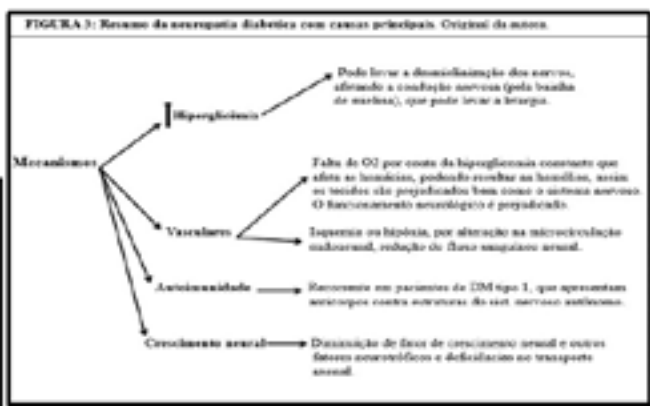 FIGURA 3: Resumo da neuropatia diabética com causas principais. Original da autora.
Mecanismos
Hiperglicemia
Pode levar a desmielinização dos nervos,
afetando a condução nervosa (pela bainha
de mielina), que pode levar a letargia.
Vasculares
Falta de O2 por conta da hiperglicemia constante que
afeta as hemácias, podendo resultar na hemólise, assim
os tecidos são prejudicados bem como o sistema nervoso.
O funcionamento neurológico é prejudicado.
Isquemia ou hipóxia, por alteração na microcirculação
endoneural, redução do fluxo sanguíneo neural.
Autoimunidade
Recorrente em pacientes de DM tipo 1, que apresentam
anticorpos contra estruturas do sist. nervoso autônomo.
Crescimento neural
Diminuição de fator de crescimento neural e outros
fatores neurotróficos e deficiências no transporte
axonal.